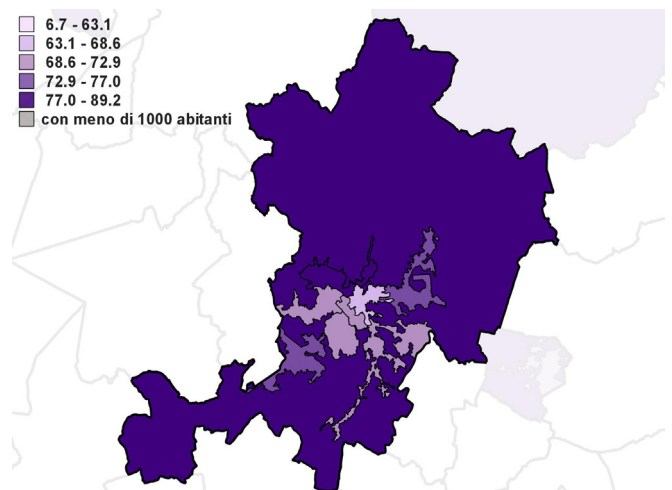 6.7 - 63.1
63.1 - 68.6
68.6 - 72.9
72.9 - 77.0
77.0 - 89.2
con meno di 1000 abitanti